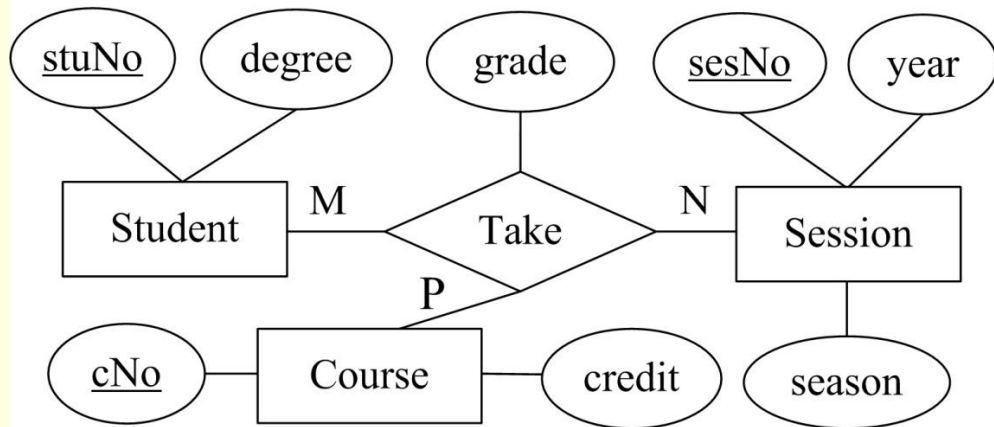 stuNo
degree
grade
sesNo
year
Student
M
Take
N
Session
P
cNo
Course
credit
season